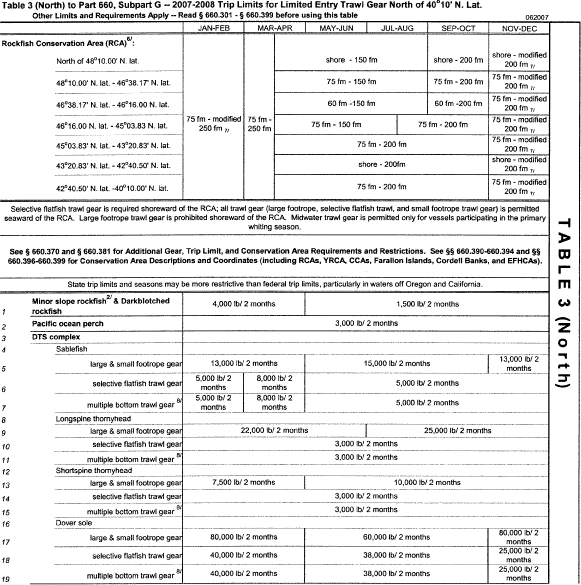 Table 3 (North) to Part 660, Subpart G -- 2007-2008 Trip Limits for Limited Entry Trawl Gear North of 40°10' N. Lat.
Other Limits and Requirements Apply -- Read § 660.301 - § 660.399 before using this table 062007
JAN-FEB MAR-APR MAY-JUN JUL-AUG SEP-OCT NOV-DEC
Rockfish Conservation Area (RCA)6/:
North of 48°10.00' N. lat. shore - 150 fm shore - 200 fm shore - modified 200 fm 7/
48°10.00' N. lat. - 46°38.17' N. lat. 75 fm - 150 fm 75 fm - 200 fm 75 fm - modified 200 fm 7/
46°38.17' N. lat. - 46°16.00 N. lat. 60 fm -150 fm 60 fm -200 fm 75 fm - modified 200 fm 7/
46°16.00 N. lat. - 45°03.83 N. lat. 75 fm - modified 250 fm 7/ 75 fm - 250 fm 75 fm - 150 fm 75 fm - 200 fm 75 fm - modified 200 fm 7/
45°03.83' N. lat. - 43°20.83' N. lat. 75 fm - 200 fm 75 fm - modified 200 fm 7/
43°20.83' N. lat. - 42°40.50' N. lat. shore - 200fm shore - modified 200 fm 7/
42°40.50' N. lat. -40°10.00' N. lat. 75 fm - 200 fm 75 fm - modified 200 fm 7/
Selective flatfish trawl gear is required shoreward of the RCA; all trawl gear (large footrope, selective flatfish trawl, and small footrope trawl gear) is permitted
seaward of the RCA. Large footrope trawl gear is prohibited shoreward of the RCA. Midwater trawl gear is permitted only for vessels participating in the primary
whiting season.
See § 660.370 and § 660.381 for Additional Gear, Trip Limit, and Conservation Area Requirements and Restrictions. See §§ 660.390-660.394 and §§
660.396-660.399 for Conservation Area Descriptions and Coordinates (including RCAs, YRCA, CCAs, Farallon Islands, Cordell Banks, and EFHCAs).
State trip limits and seasons may be more restrictive than federal trip limits, particularly in waters off Oregon and California.
1 Minor slope rockfish2/ & Darkblotched rockfish 4,000 lb/ 2 months 1,500 lb/ 2 months
2 Pacific ocean perch 3,000 lb/ 2 months
3 DTS complex
4 Sablefish
5 large & small footrope gear 13,000 lb/ 2 months 15,000 lb/ 2 months 13,000 lb/ 2 months
6 selective flatfish trawl gear 5,000 lb/ 2 months 8,000 lb/ 2 months 5,000 lb/ 2 months
7 multiple bottom trawl gear 8/ 5,000 lb/ 2 months 8,000 lb/ 2 months 5,000 lb/ 2 months
8 Longspine thornyhead
9 large & small footrope gear 22,000 lb/ 2 months 25,000 lb/ 2 months
10 selective flatfish trawl gear 3,000 lb/ 2 months
11 multiple bottom trawl gear 8/ 3,000 lb/ 2 months
12 Shortspine thornyhead
13 large & small footrope gear 7,500 lb/ 2 months 10,000 lb/ 2 months
14 selective flatfish trawl gear 3,000 lb/ 2 months
15 multiple bottom trawl gear 8/ 3,000 lb/ 2 months
16 Dover sole
17 large & small footrope gear 80,000 lb/ 2 months 60,000 lb/ 2 months 80,000 lb/ 2 months
18 selective flatfish trawl gear 40,000 lb/ 2 months 38,000 lb/ 2 months 25,000 lb/ 2 months
19 multiple bottom trawl gear 8/ 40,000 lb/ 2 months 38,000 lb/ 2 months 25,000 lb/ 2 months
TABLE 3 (North)